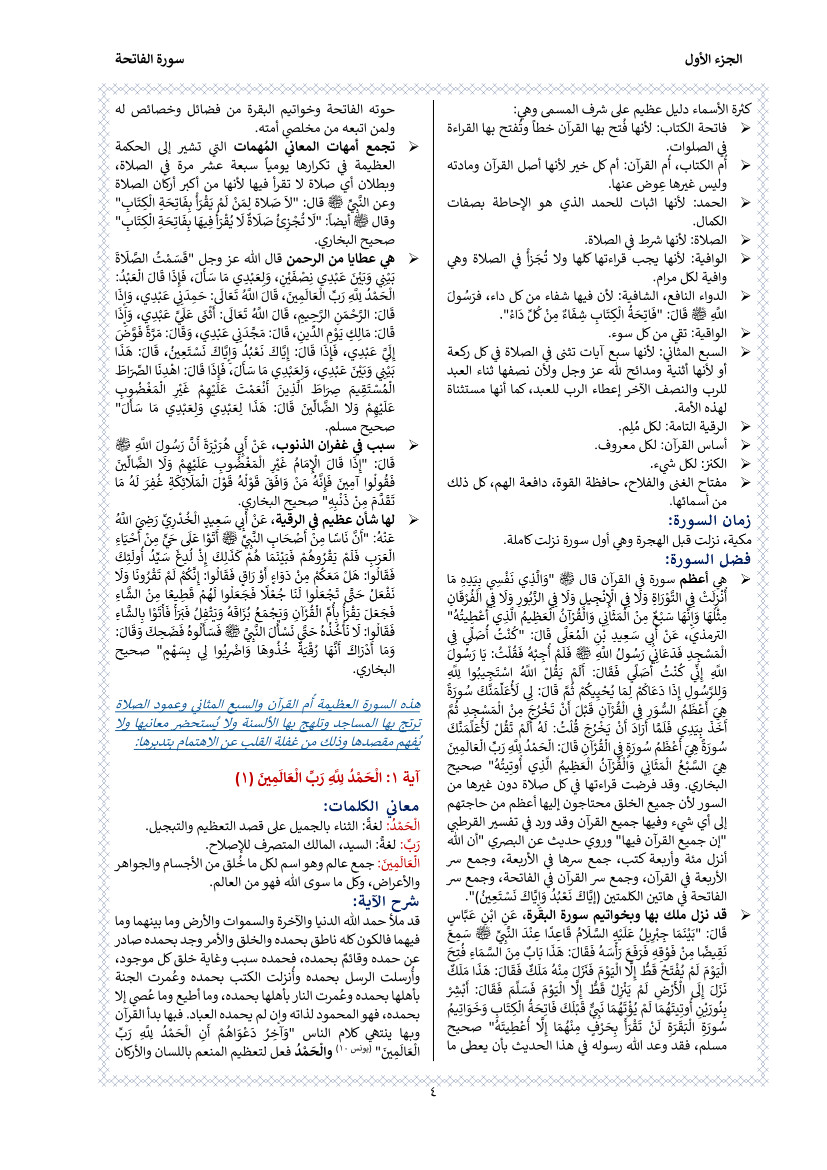 الجزء الأول
سورة الفاتحة
كثرة الأسماء دليل عظيم على شرف المسمى وهي:
➢ فاتحة الكتاب: لأنها فُتح بها القرآن خطاً وتُفتح بها القراءة
في الصلوات.
➢ أُم الكتاب، أُم القرآن: أم كل خير لأنها أصل القرآن ومادته
وليس غيرها عِوض عنها.
➢ الحمد: لأنها اثبات للحمد الذي هو الإحاطة بصفات
الكمال.
➢ الصلاة: لأنها شرط في الصلاة.
➢ الوافية: لأنها يجب قراءتها كلها ولا تُجَزأ في الصلاة وهي
وافية لكل مرام.
➢ الدواء النافع، الشافية: لأن فيها شفاء من كل داء، فرَسُولَ
اللَّهِ ﷺ قَالَ: "فَاتِحَةُ الْكِتَابِ شِفَاءٌ مِنْ كُلِّ دَاءُ".
➢ الواقية: تقي من كل سوء.
➢ السبع المثاني: لأنها سبع آيات تثنى في الصلاة في كل ركعة
أو لأنها أثنية ومدائح لله عز وجل ولأن نصفها ثناء العبد
للرب والنصف الآخر إعطاء الرب للعبد، كما أنها مستثناة
لهذه الأمة.
➢ الرقية التامة: لكل مُلِم.
➢ أساس القرآن: لكل معروف.
➢ الكنز: لكل شيء.
➢ مفتاح الغنى والفلاح، حافظة القوة، دافعة الهم، كل ذلك
من أسمائها.
زمان السورة:
مكية، نزلت قبل الهجرة وهي أول سورة نزلت كاملة.
فضل السورة:
➢ هي أعظم سورة في القرآن قال ﷺ "وَالَّذِي نَفْسِي بِيَدِهِ مَا
أُنْزِلَتْ فِي التَّوْرَاةِ وَلَا فِي الْإِنْجِيلِ وَلَا فِي الزَّبُورِ وَلَا فِي الْفُرْقَانِ
مِثْلُهَا وَإِنَّهَا سَبْعٌ مِنْ الْمَثَانِي وَالْقُرْآنُ الْعَظِيمُ الَّذِي أُعْطِيتُهُ"
الترمذي، عَنْ أَبِي سَعِيدِ بْنِ الْمُعَلَّى قَالَ: "كُنْتُ أُصَلِّي فِي
الْمَسْجِدِ فَدَعَانِي رَسُولُ اللَّهِ ﷺ فَلَمْ أُجِبْهُ فَقُلْتُ: يَا رَسُولَ
اللَّهِ إِنِّي كُنْتُ أُصَلِّي فَقَالَ: أَلَمْ يَقُلْ اللَّهُ اسْتَجِيبُوا لِلَّهِ
وَلِلرَّسُولِ إِذَا دَعَاكُمْ لِمَا يُحْيِيكُمْ ثُمَّ قَالَ: لِي لَأُعَلِّمَنَّكَ سُورَةً
هِيَ أَعْظَمُ السُّوَرِ فِي الْقُرْآنِ قَبْلَ أَنْ تَخْرُجَ مِنْ الْمَسْجِدِ ثُمَّ
أَخَذَ بِيَدِي فَلَمَّا أَرَادَ أَنْ يَخْرُجَ قُلْتُ: لَهُ أَلَمْ تَقُلْ لَأُعَلِّمَنَّكَ
سُورَةً هِيَ أَعْظَمُ سُورَةٍ فِي الْقُرْآنِ قَالَ: الْحَمْدُ لِلَّهِ رَبِّ الْعَالَمِينَ
هِيَ السَّبْعُ الْمَثَانِي وَالْقُرْآنُ الْعَظِيمُ الَّذِي أُوتِيتُهُ" صحيح
البخاري. وقد فرضت قراءتها في كل صلاة دون غيرها من
السور لأن جميع الخلق محتاجون إليها أعظم من حاجتهم
إلى أي شيء وفيها جميع القرآن وقد ورد في تفسير القرطبي
"إن جميع القرآن فيها" وروي حديث عن البصري "أن الله
أنزل مئة وأربعة كتب، جمع سرها في الأربعة، وجمع سر
الأربعة في القرآن، وجمع سر القرآن في الفاتحة، وجمع سر
الفاتحة في هاتين الكلمتين (إِيَّاكَ نَعْبُدُ وَإِيَّاكَ نَسْتَعِينُ)".
➢ قد نزل ملك بها وبخواتيم سورة البقرة، عَنِ ابْنِ عَبَّاسٍ
قَالَ: "بَيْنَمَا جِبْرِيلُ عَلَيْهِ السَّلَامُ قَاعِدًا عِنْدَ النَّبِيِّ ﷺ سَمِعَ
نَقِيضًا مِنْ فَوْقِهِ فَرَفَعَ رَأْسَهُ فَقَالَ: هَذَا بَابٌ مِنَ السَّمَاءِ فُتِحَ
الْيَوْمَ لَمْ يُفْتَحْ قَطُّ إِلَّا الْيَوْمَ فَنَزَلَ مِنْهُ مَلَكٌ فَقَالَ: هَذَا مَلَكٌ
نَزَلَ إِلَى الْأَرْضِ لَمْ يَنْزِلْ قَطُّ إِلَّا الْيَوْمَ فَسَلَّمَ فَقَالَ: أَبْشِرْ
بِنُورَيْنِ أُوتِيتَهُمَا لَمْ يُؤْتَهُمَا نَبِيٌّ قَبْلَكَ فَاتِحَةُ الْكِتَابِ وَخَوَاتِيمُ
سُورَةِ الْبَقَرَةِ لَنْ تَقْرَأَ بِحَرْفٍ مِنْهُمَا إِلَّا أُعْطِيتَهُ" صحيح
مسلم، فقد وعد الله رسوله في هذا الحديث بأن يعطى ما
حوته الفاتحة وخواتيم البقرة من فضائل وخصائص له
ولمن اتبعه من مخلصي أمته.
➢ تجمع أمهات المعاني المُهمات التي تشير إلى الحكمة
العظيمة في تكرارها يومياً سبعة عشر مرة في الصلاة،
وبطلان أي صلاة لا تقرأ فيها لأنها من أكبر أركان الصلاة
وعن النَّبِيِّ ﷺ قال: "لاَ صَلاة لِمَنْ لَمْ يَقْرَأْ بِفَاتِحَةِ الْكِتَابِ"
وقال ﷺ أيضاً: "لَا تُجْزِئُ صَلَاةٌ لَا يُقْرَأُ فِيهَا بِفَاتِحَةِ الْكِتَابِ"
صحيح البخاري.
➢ هي عطايا من الرحمن قال الله عز وجل "قَسَمْتُ الصَّلَاةَ
بَيْنِي وَبَيْنَ عَبْدِي نِصْفَيْنِ، وَلِعَبْدِي مَا سَأَلَ، فَإِذَا قَالَ الْعَبْدُ:
الْحَمْدُ لِلَّهِ رَبِّ الْعَالَمِينَ، قَالَ اللَّهُ تَعَالَى: حَمِدَنِي عَبْدِي، وَإِذَا
قَالَ: الرَّحْمَنِ الرَّحِيمِ، قَالَ اللَّهُ تَعَالَى: أَثْنَى عَلَيَّ عَبْدِي، وَإِذَا
قَالَ: مَالِكِ يَوْمِ الدِّينِ، قَالَ: مَجَّدَنِي عَبْدِي، وَقَالَ: مَرَّةً فَوَّضَ
إِلَيَّ عَبْدِي، فَإِذَا قَالَ: إِيَّاكَ نَعْبُدُ وَإِيَّاكَ نَسْتَعِينُ، قَالَ: هَذَا
بَيْنِي وَبَيْنَ عَبْدِي، وَلِعَبْدِي مَا سَأَلَ، فَإِذَا قَالَ: اهْدِنَا الصِّرَاطَ
الْمُسْتَقِيمَ صِرَاطَ الَّذِينَ أَنْعَمْتَ عَلَيْهِمْ غَيْرِ الْمَغْضُوبِ
عَلَيْهِمْ وَلا الضَّالِّينَ قَالَ: هَذَا لِعَبْدِي وَلِعَبْدِي مَا سَأَلَ"
صحيح مسلم.
➢ سبب في غفران الذنوب، عَنْ أَبِي هُرَيْرَةَ أَنَّ رَسُولَ اللَّهِ ﷺ
قَالَ: "إِذَا قَالَ الْإِمَامُ غَيْرِ الْمَغْضُوبِ عَلَيْهِمْ وَلَا الضَّالِّينَ
فَقُولُوا آمِينَ فَإِنَّهُ مَنْ وَافَقَ قَوْلُهُ قَوْلَ الْمَلَائِكَةِ غُفِرَ لَهُ مَا
تَقَدَّمَ مِنْ ذَنْبِهِ" صحيح البخاري.
➢ لها شأن عظيم في الرقية، عَنْ أَبِي سَعِيدٍ الْخُدْرِيِّ رَضِيَ اللَّهُ
عَنْهُ: "أَنَّ نَاسًا مِنْ أَصْحَابِ النَّبِيِّ ﷺ أَتَوْا عَلَى حَيٍّ مِنْ أَحْيَاءِ
الْعَرَبِ فَلَمْ يَقْرُوهُمْ فَبَيْنَمَا هُمْ كَذَلِكَ إِذْ لُدِغَ سَيِّدُ أُولَئِكَ
فَقَالُوا: هَلْ مَعَكُمْ مِنْ دَوَاءٍ أَوْ رَاقٍ فَقَالُوا: إِنَّكُمْ لَمْ تَقْرُونَا وَلَا
نَفْعَلُ حَتَّى تَجْعَلُوا لَنَا جُعْلًا فَجَعَلُوا لَهُمْ قَطِيعًا مِنْ الشَّاءِ
فَجَعَلَ يَقْرَأُ بِأُمِّ الْقُرْآنِ وَيَجْمَعُ بُزَاقَهُ وَيَتْفِلُ فَبَرَأَ فَأَتَوْا بِالشَّاءِ
فَقَالُوا: لَا نَأْخُذُهُ حَتَّى نَسْأَلَ النَّبِيَّ ﷺ فَسَأَلُوهُ فَضَحِكَ وَقَالَ:
وَمَا أَدْرَاكَ أَنَّهَا رُقْيَةٌ خُذُوهَا وَاضْرِبُوا لِي بِسَهْمٍ" صحيح
البخاري.
هذه السورة العظيمة أُم القرآن والسبع المثاني وعمود الصلاة
ترتج بها المساجد وتلهج بها الألسنة ولا يُستحضر معانيها ولا
يُفهم مقصدها وذلك من غفلة القلب عن الاهتمام بتدبرها:
آية ١: الْحَمْدُ لِلَّهِ رَبِّ الْعَالَمِينَ (١)
معاني الكلمات:
الْحَمْدُ: لغةً: الثناء بالجميل على قصد التعظيم والتبجيل.
رَبِّ: لغة: السيد، المالك المتصرف للإصلاح.
الْعَالَمِينَ: جمع عالم وهو اسم لكل ما خُلق من الأجسام والجواهر
والأعراض، وكل ما سوى الله فهو من العالم.
شرح الآية:
قد ملأ حمد الله الدنيا والآخرة والسموات والأرض وما بينهما وما
فيهما فالكون كله ناطق بحمده والخلق والأمر وجد بحمده صادر
عن حمده وقائمٌ بحمده، فحمده سبب وغاية خلق كل موجود،
وأُرسلت الرسل بحمده وأُنزلت الكتب بحمده وعُمرت الجنة
بأهلها بحمده وعُمرت النار بأهلها بحمده، وما أطيع وما عُصي إلا
بحمده، فهو المحمود لذاته وإن لم يحمده العباد. فبها بدأ القرآن
وبها ينتهي كلام الناس "وَآخِرُ دَعْوَاهُمْ أَنِ الْحَمْدُ لِلَّهِ رَبِّ
الْعَالَمِينَ" (يونس ١٠) والْحَمْدُ فعل لتعظيم المنعم باللسان والأركان
٤